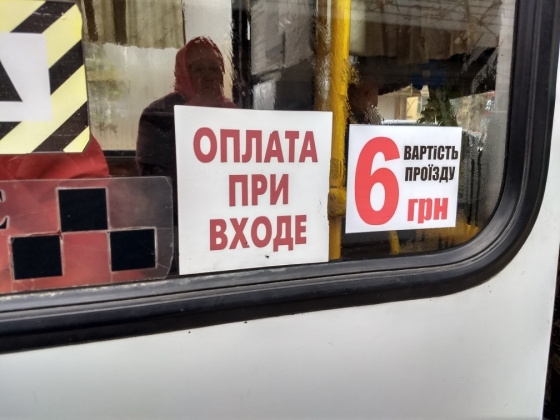 ОПЛАТА
ПРИ
ВХОДЕ
6
ВАРТІСТЬ
ПРОЇЗДУ
грн